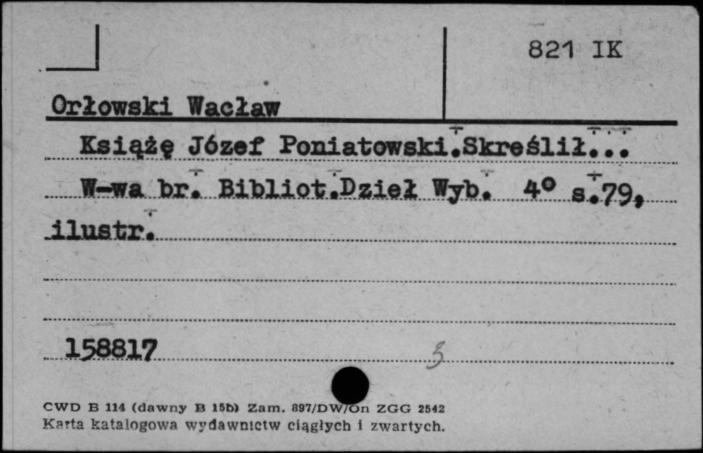 821 IK
Orłowski Wacław
Książę Józef Poniatowski.Skreślił...
W-wa br. Bibliot.Dzieł Wyb. 4° s.79,
ilustr.
158817
3
CWD B 114 (dawny B 15b) Zam. 897/DW/On ZGG 2542
Karta katalogowa wydawnictw ciągłych i zwartych.